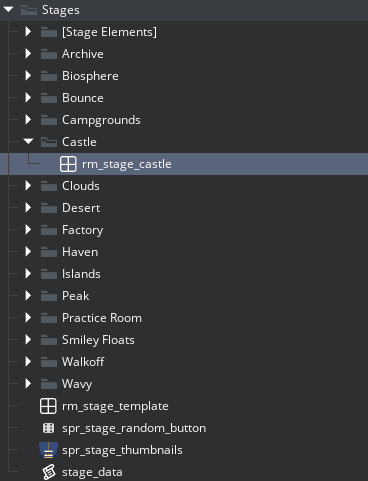 Stages
[Stage Elements]
Archive
Biosphere
Bounce
Campgrounds
Castle
rm_stage_castle
Clouds
Desert
Factory
Haven
Islands
Peak
Practice Room
Smiley Floats
Walkoff
Wavy
rm_stage_template
spr_stage_random_button
spr_stage_thumbnails
stage_data